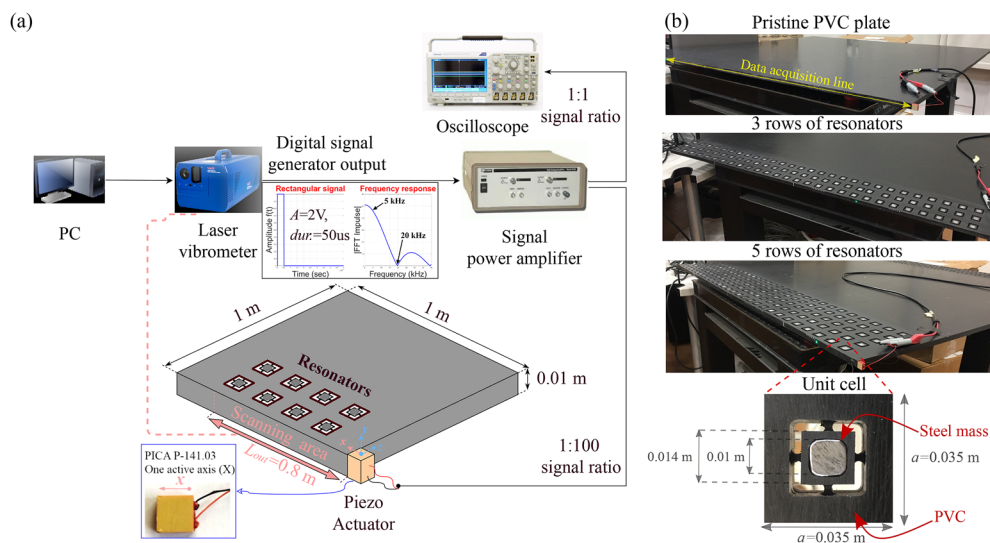 (a)
Oscilloscope
1:1
signal ratio
Digital signal
generator output
Rectangular signal
Amplitude f(t)
A=2V,
dur.=50us
Time (sec)
Frequency response
|FFT Impulse|
5 kHz
20 kHz
Frequency (kHz)
PC
Laser
vibrometer
Signal
power amplifier
1 m
1 m
0.01 m
Resonators
Scanning area
Lout=0.8 m
x
1:100
signal ratio
Piezo
Actuator
PICA P-141.03
One active axis (X)
x
(b)
Pristine PVC plate
Data acquisition line
3 rows of resonators
5 rows of resonators
Unit cell
Steel mass
0.014 m
0.01 m
a=0.035 m
PVC
a=0.035 m